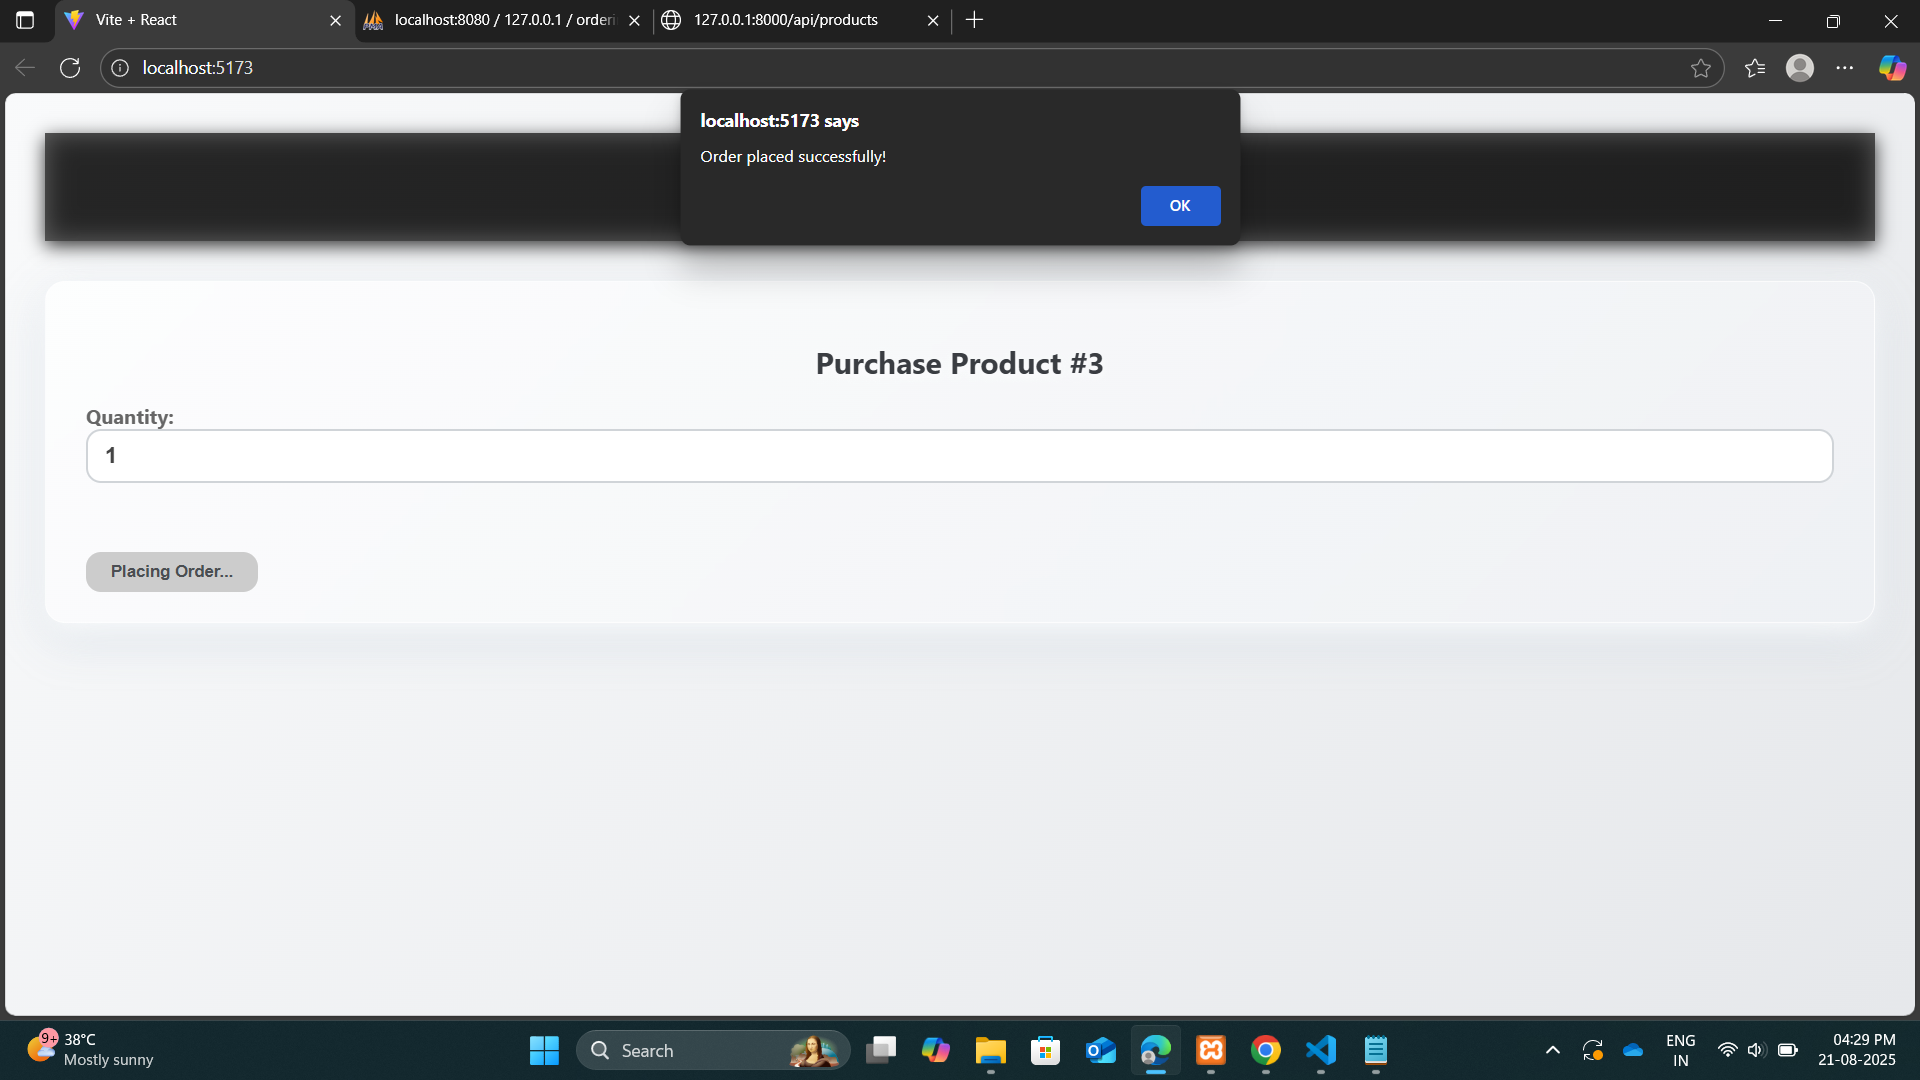 Vite + React
localhost:8080 / 127.0.0.1 / orderi
127.0.0.1:8000/api/products
localhost:5173
localhost:5173 says
Order placed successfully!
OK
Purchase Product #3
Quantity:
1
Placing Order...
9+
38°C
Mostly sunny
Search
ENG
IN
04:29 PM
21-08-2025